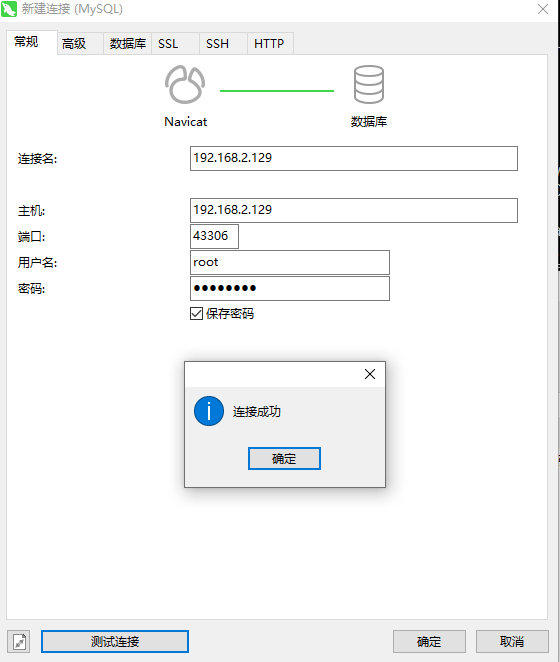 新建连接 (MySQL)
常规 高级 数据库 SSL SSH HTTP
Navicat 数据库
连接名: 192.168.2.129
主机: 192.168.2.129
端口: 43306
用户名: root
密码: ●●●●●●●●
保存密码
连接成功
确定
测试连接 确定 取消